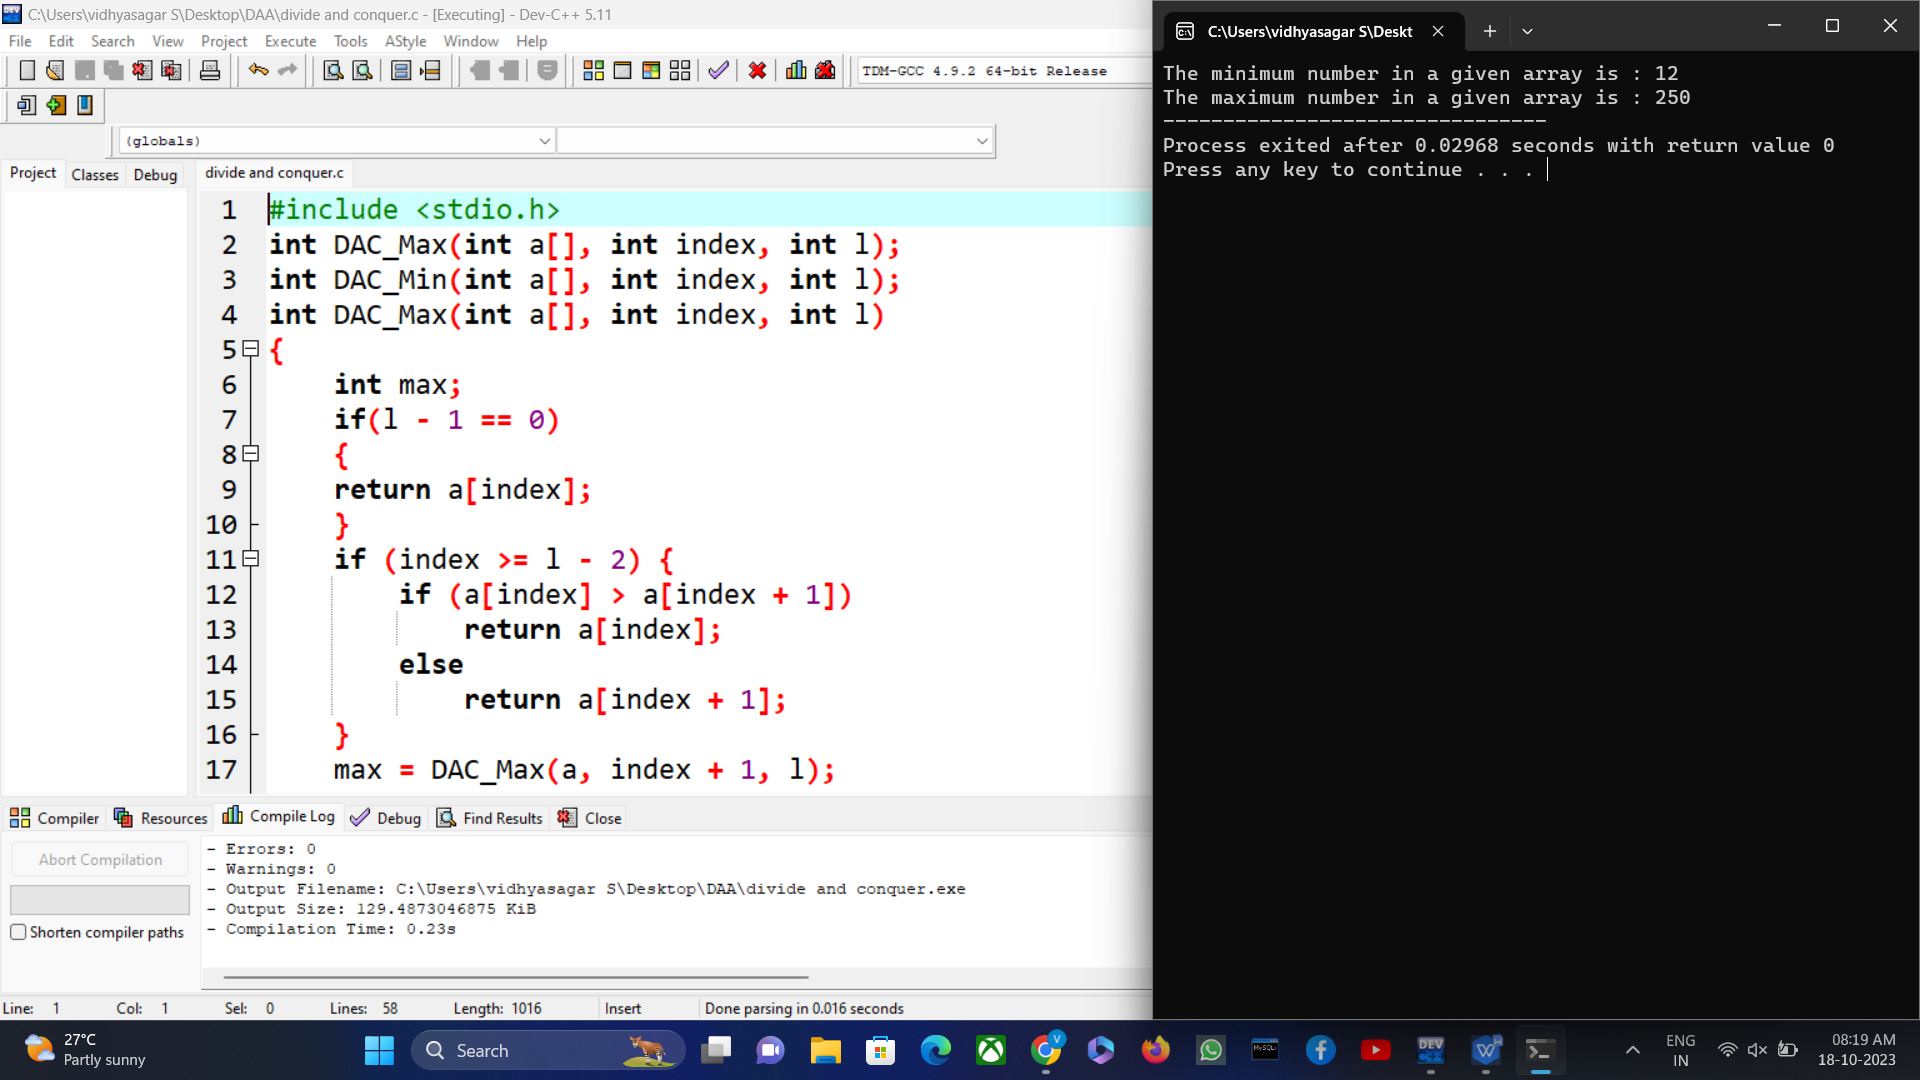 C:\Users\vidhyasagar S\Desktop\DAA\divide and conquer.c - [Executing] - Dev-C++ 5.11
File Edit Search View Project Execute Tools AStyle Window Help
TDM-GCC 4.9.2 64-bit Release
(globals)
Project Classes Debug
divide and conquer.c
1 #include <stdio.h>
2 int DAC_Max(int a[], int index, int l);
3 int DAC_Min(int a[], int index, int l);
4 int DAC_Max(int a[], int index, int l)
5 {
6 int max;
7 if(l - 1 == 0)
8 {
9 return a[index];
10 }
11 if (index >= l - 2) {
12 if (a[index] > a[index + 1])
13 return a[index];
14 else
15 return a[index + 1];
16 }
17 max = DAC_Max(a, index + 1, l);
Compiler Resources Compile Log Debug Find Results Close
Abort Compilation
Shorten compiler paths
- Errors: 0
- Warnings: 0
- Output Filename: C:\Users\vidhyasagar S\Desktop\DAA\divide and conquer.exe
- Output Size: 129.4873046875 KiB
- Compilation Time: 0.23s
Line: 1 Col: 1 Sel: 0 Lines: 58 Length: 1016 Insert Done parsing in 0.016 seconds
C:\Users\vidhyasagar S\Deskt
The minimum number in a given array is : 12
The maximum number in a given array is : 250
--------------------------------
Process exited after 0.02968 seconds with return value 0
Press any key to continue . . .
27°C
Partly sunny
Search
V
MySQL
DEV
W
ENG
IN
08:19 AM
18-10-2023